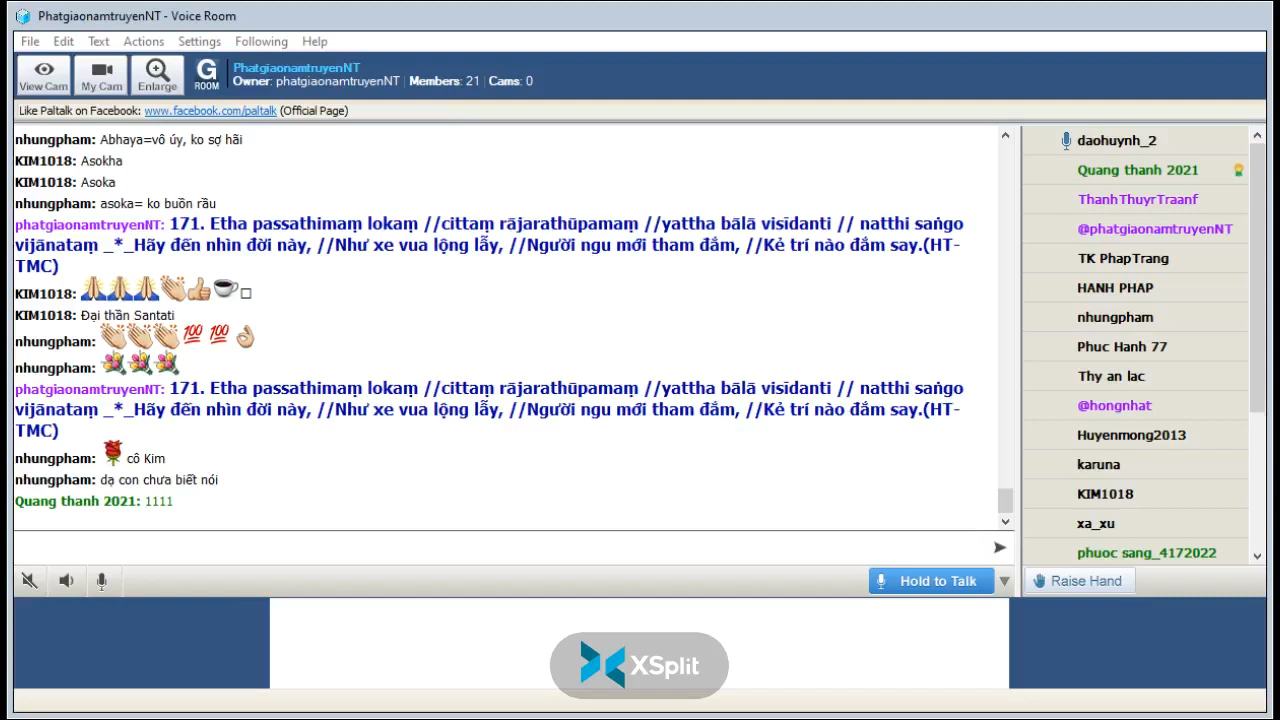 PhatgiaonamtruyenNT - Voice Room
File Edit Text Actions Settings Following Help
View Cam
My Cam
Enlarge
G
ROOM
PhatgiaonamtruyenNT
Owner: phatgiaonamtruyenNT | Members: 21 | Cams: 0
Like Paltalk on Facebook: www.facebook.com/paltalk (Official Page)
nhungpham: Abhaya=vô úy, ko sợ hãi
KIM1018: Asokha
KIM1018: Asoka
nhungpham: asoka= ko buồn rầu
phatgiaonamtruyenNT: 171. Etha passathimaṃ lokaṃ //cittaṃ rājarathūpamaṃ //yattha bālā visīdanti // natthi saṅgo
vijānataṃ _*_Hãy đến nhìn đời này, //Như xe vua lộng lẫy, //Người ngu mới tham đắm, //Kẻ trí nào đắm say.(HT-
TMC)
KIM1018: 🙏🙏🙏👏👍☕□
KIM1018: Đại thần Santati
nhungpham: 👏👏👏💯💯👌
nhungpham: 💐💐💐
phatgiaonamtruyenNT: 171. Etha passathimaṃ lokaṃ //cittaṃ rājarathūpamaṃ //yattha bālā visīdanti // natthi saṅgo
vijānataṃ _*_Hãy đến nhìn đời này, //Như xe vua lộng lẫy, //Người ngu mới tham đắm, //Kẻ trí nào đắm say.(HT-
TMC)
nhungpham: 🌹 cô Kim
nhungpham: dạ con chưa biết nói
Quang thanh 2021: 1111
daohuynh_2
Quang thanh 2021
ThanhThuyrTraanf
@phatgiaonamtruyenNT
TK PhapTrang
HANH PHAP
nhungpham
Phuc Hanh 77
Thy an lac
@hongnhat
Huyenmong2013
karuna
KIM1018
xa_xu
phuoc sang_4172022
Hold to Talk
Raise Hand
XSplit